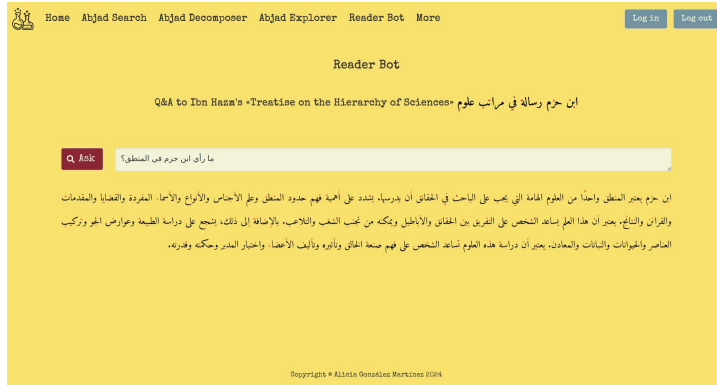 Home Abjad Search Abjad Decomposer Abjad Explorer Reader Bot More Log in Log out
Reader Bot
Q&A to Ibn Hazm's «Treatise on the Hierarchy of Sciences» ابن حزم رسالة في مراتب علوم
Ask ما رأى ابن حزم في المنطق؟
ابن حزم يعتبر المنطق واحدًا من العلوم الهامة التي يجب على الباحث في الحقائق أن يدرسها. يشدد على أهمية فهم حدود المنطق وعلم الأجناس والأنواع والأسماء المفردة والقضايا والمقدمات
والقرائن والنتائج. يعتبر أن هذا العلم يساعد الشخص على التفريق بين الحقائق والأباطيل ويمكنه من تجنب الشغب والتلاعب. بالإضافة إلى ذلك، يشجع على دراسة الطبيعة وعوارض الجو وتركيب
العناصر والحيوانات والنباتات والمعادن. يعتبر أن دراسة هذه العلوم تساعد الشخص على فهم صنعة الخالق وتأثيره وتأليف الأعضاء واختيار المدبر وحكمته وقدرته.
Copyright © Alicia González Martínez 2024